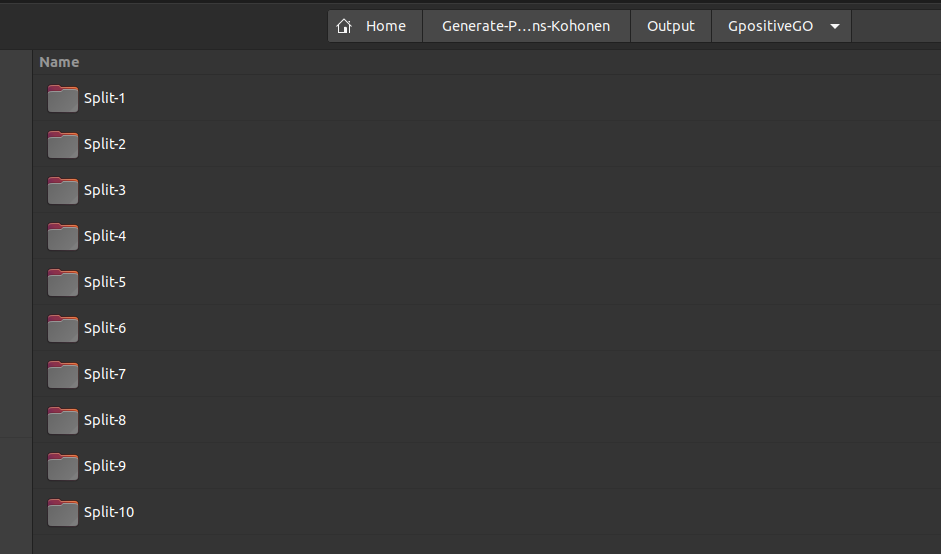 Home Generate-P...ns-Kohonen Output GpositiveGO
Name
Split-1
Split-2
Split-3
Split-4
Split-5
Split-6
Split-7
Split-8
Split-9
Split-10